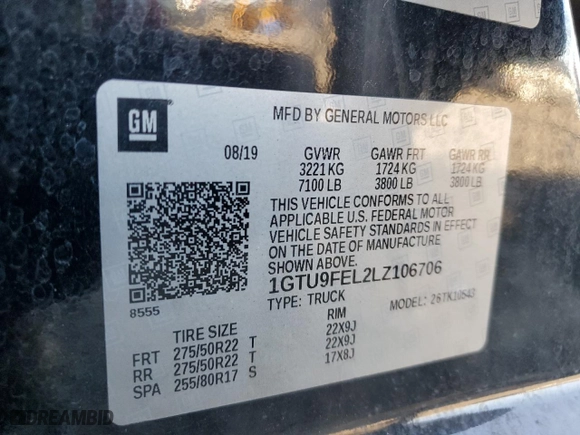 GM
MFD BY GENERAL MOTORS LLC
08/19 GVWR GAWR FRT GAWR RR
3221 KG 1724 KG 1724 KG
7100 LB 3800 LB 3800 LB
THIS VEHICLE CONFORMS TO ALL
APPLICABLE U.S. FEDERAL MOTOR
VEHICLE SAFETY STANDARDS IN EFFECT
ON THE DATE OF MANUFACTURE
1GTU9FEL2LZ106706
8555 TYPE: TRUCK MODEL: 26TK10543
TIRE SIZE RIM
FRT 275/50R22 T 22X9J
RR 275/50R22 T 22X9J
SPA 255/80R17 S 17X8J
DREAMBID